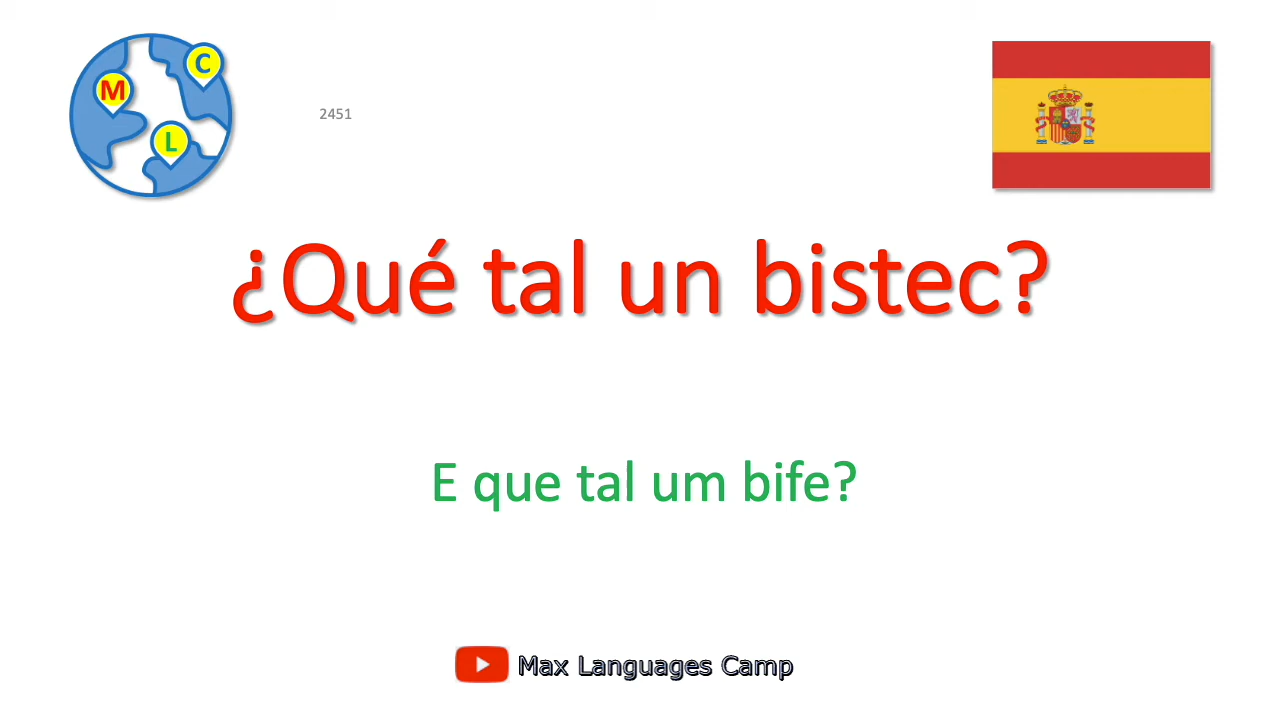 M
C
L
2451
¿Qué tal un bistec?
E que tal um bife?
Max Languages Camp